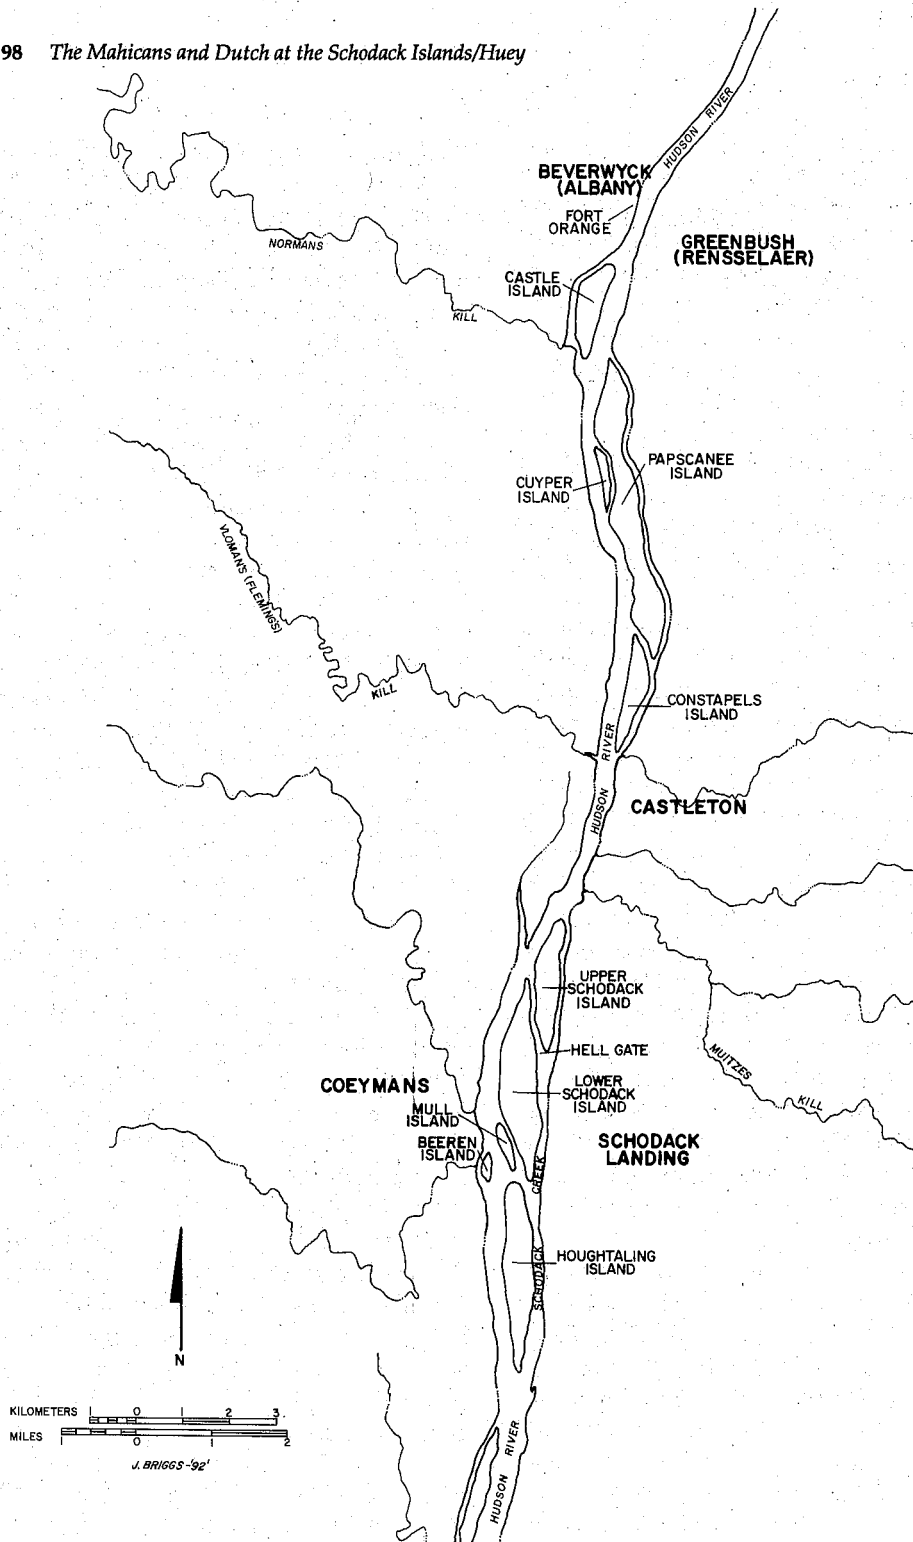 98 The Mahicans and Dutch at the Schodack Islands/Huey
HUDSON RIVER
BEVERWYCK
(ALBANY)
FORT
ORANGE
GREENBUSH
(RENSSELAER)
NORMANS
KILL
CASTLE
ISLAND
PAPSCANEE
ISLAND
CUYPER
ISLAND
VLOMAN'S (FLEMINGS)
KILL
CONSTAPELS
ISLAND
HUDSON RIVER
CASTLETON
UPPER
SCHODACK
ISLAND
HELL GATE
MUITZES
KILL
COEYMANS
LOWER
SCHODACK
ISLAND
MULL
ISLAND
BEEREN
ISLAND
SCHODACK
LANDING
SCHODACK CREEK
HOUGHTALING
ISLAND
N
KILOMETERS 1 0 1 2 3
MILES 1 0 1 2
J. BRIGGS-'92'
HUDSON RIVER